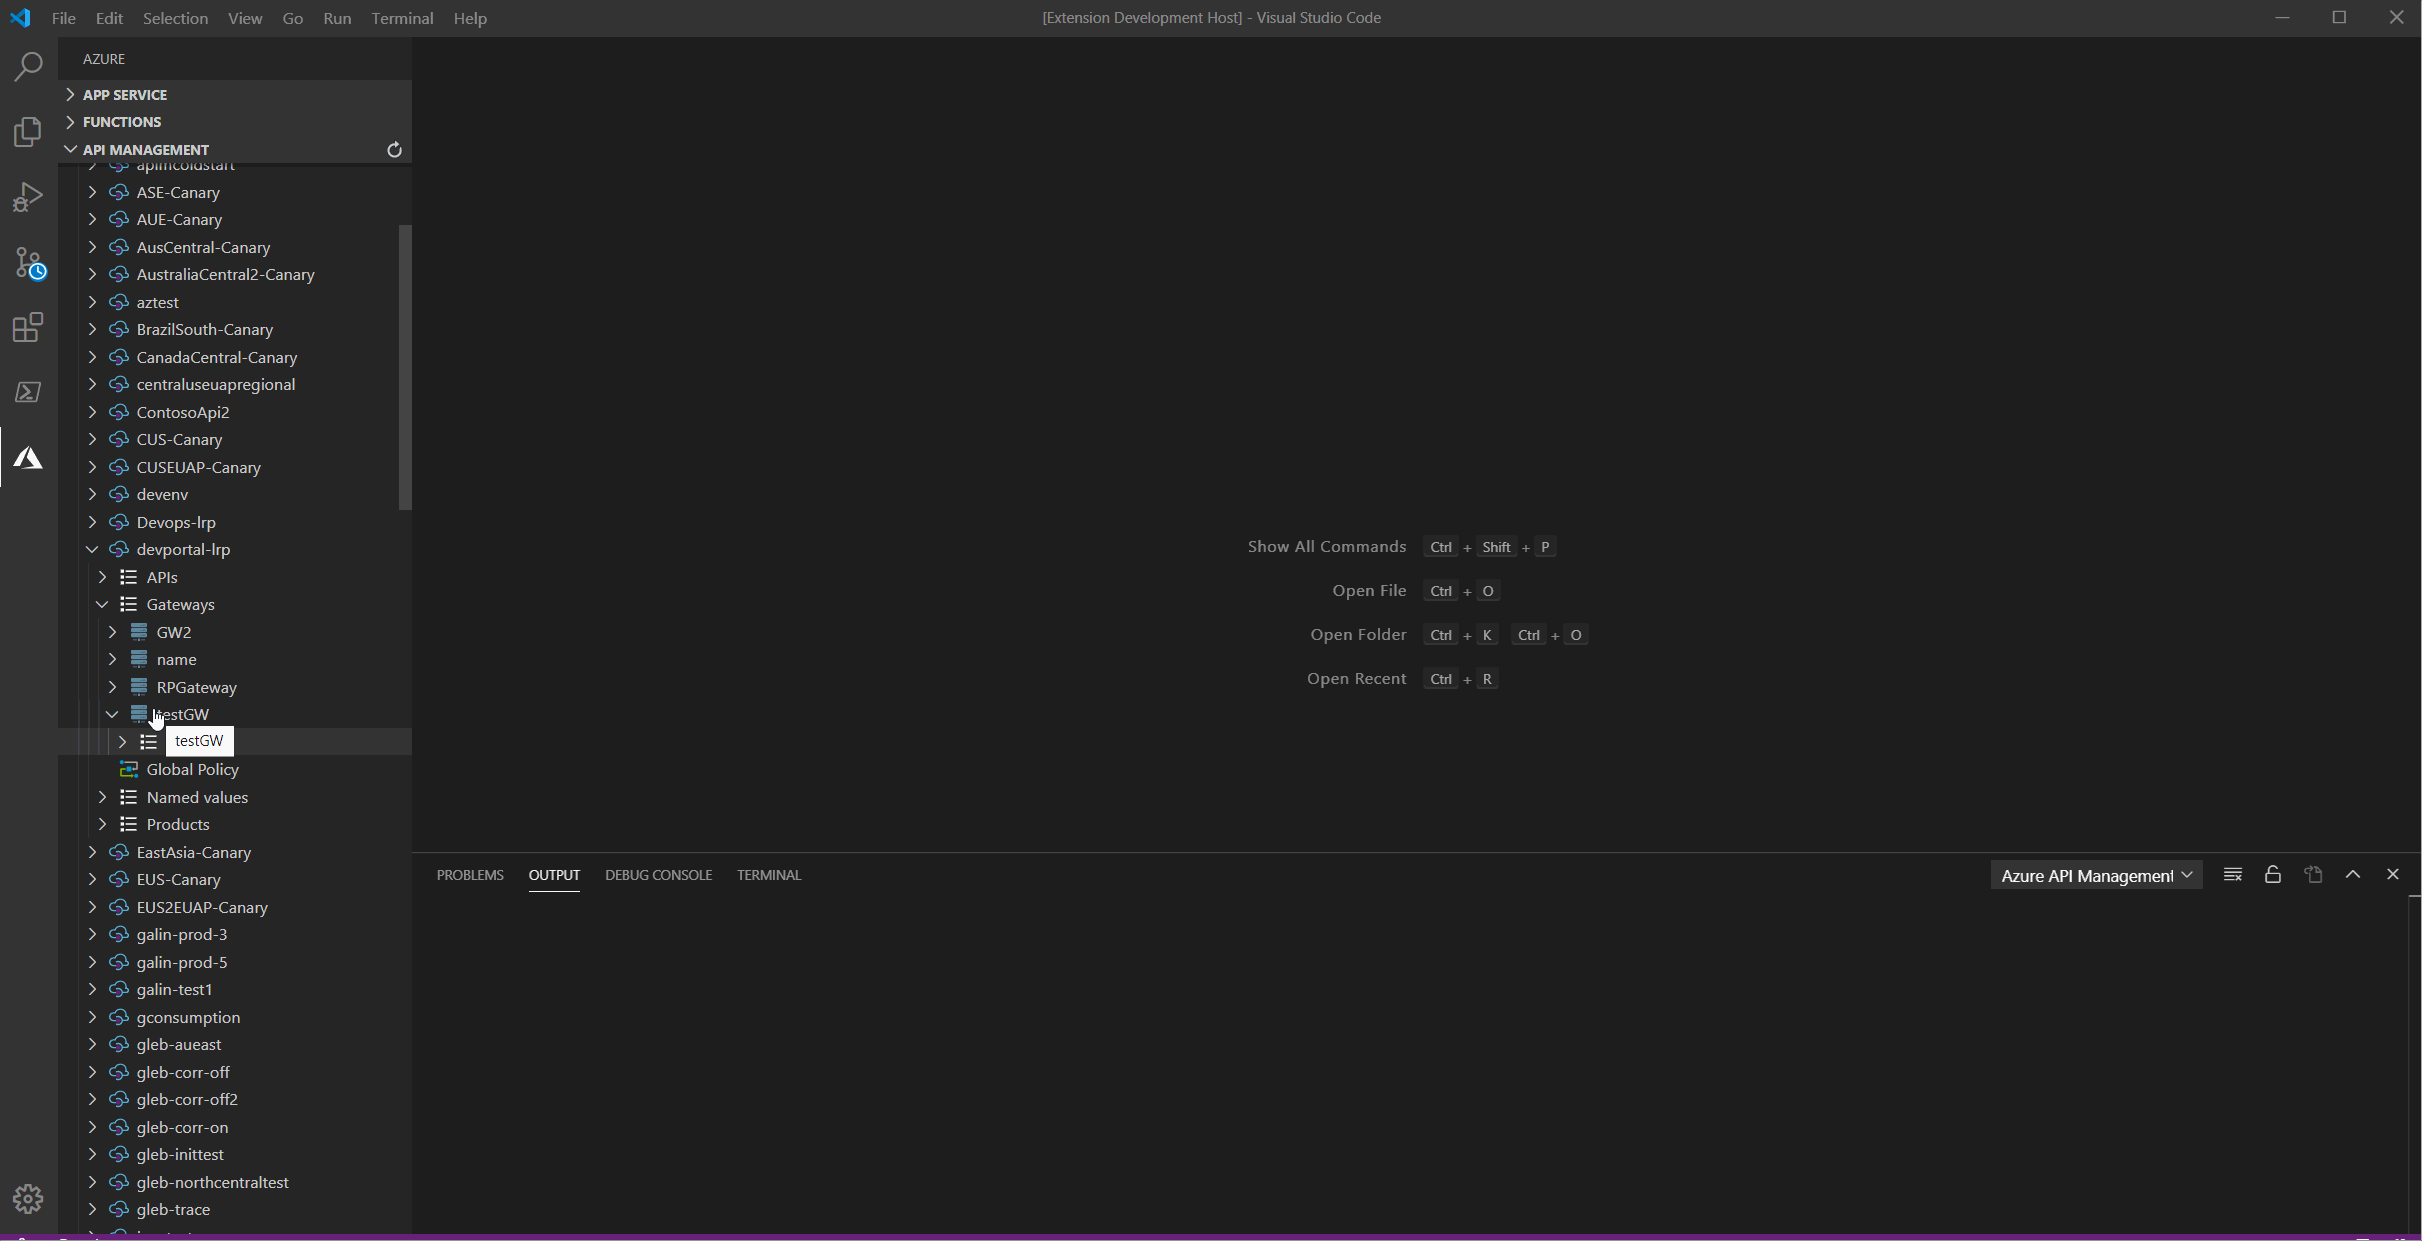 File Edit Selection View Go Run Terminal Help
[Extension Development Host] - Visual Studio Code
AZURE
APP SERVICE
FUNCTIONS
API MANAGEMENT
apimcoldstart
ASE-Canary
AUE-Canary
AusCentral-Canary
AustraliaCentral2-Canary
aztest
BrazilSouth-Canary
CanadaCentral-Canary
centraluseuapregional
ContosoApi2
CUS-Canary
CUSEUAP-Canary
devenv
Devops-lrp
devportal-lrp
APIs
Gateways
GW2
name
RPGateway
testGW
testGW
Global Policy
Named values
Products
EastAsia-Canary
EUS-Canary
EUS2EUAP-Canary
galin-prod-3
galin-prod-5
galin-test1
gconsumption
gleb-aueast
gleb-corr-off
gleb-corr-off2
gleb-corr-on
gleb-inittest
gleb-northcentraltest
gleb-trace
Show All Commands Ctrl + Shift + P
Open File Ctrl + O
Open Folder Ctrl + K Ctrl + O
Open Recent Ctrl + R
PROBLEMS OUTPUT DEBUG CONSOLE TERMINAL
Azure API Management